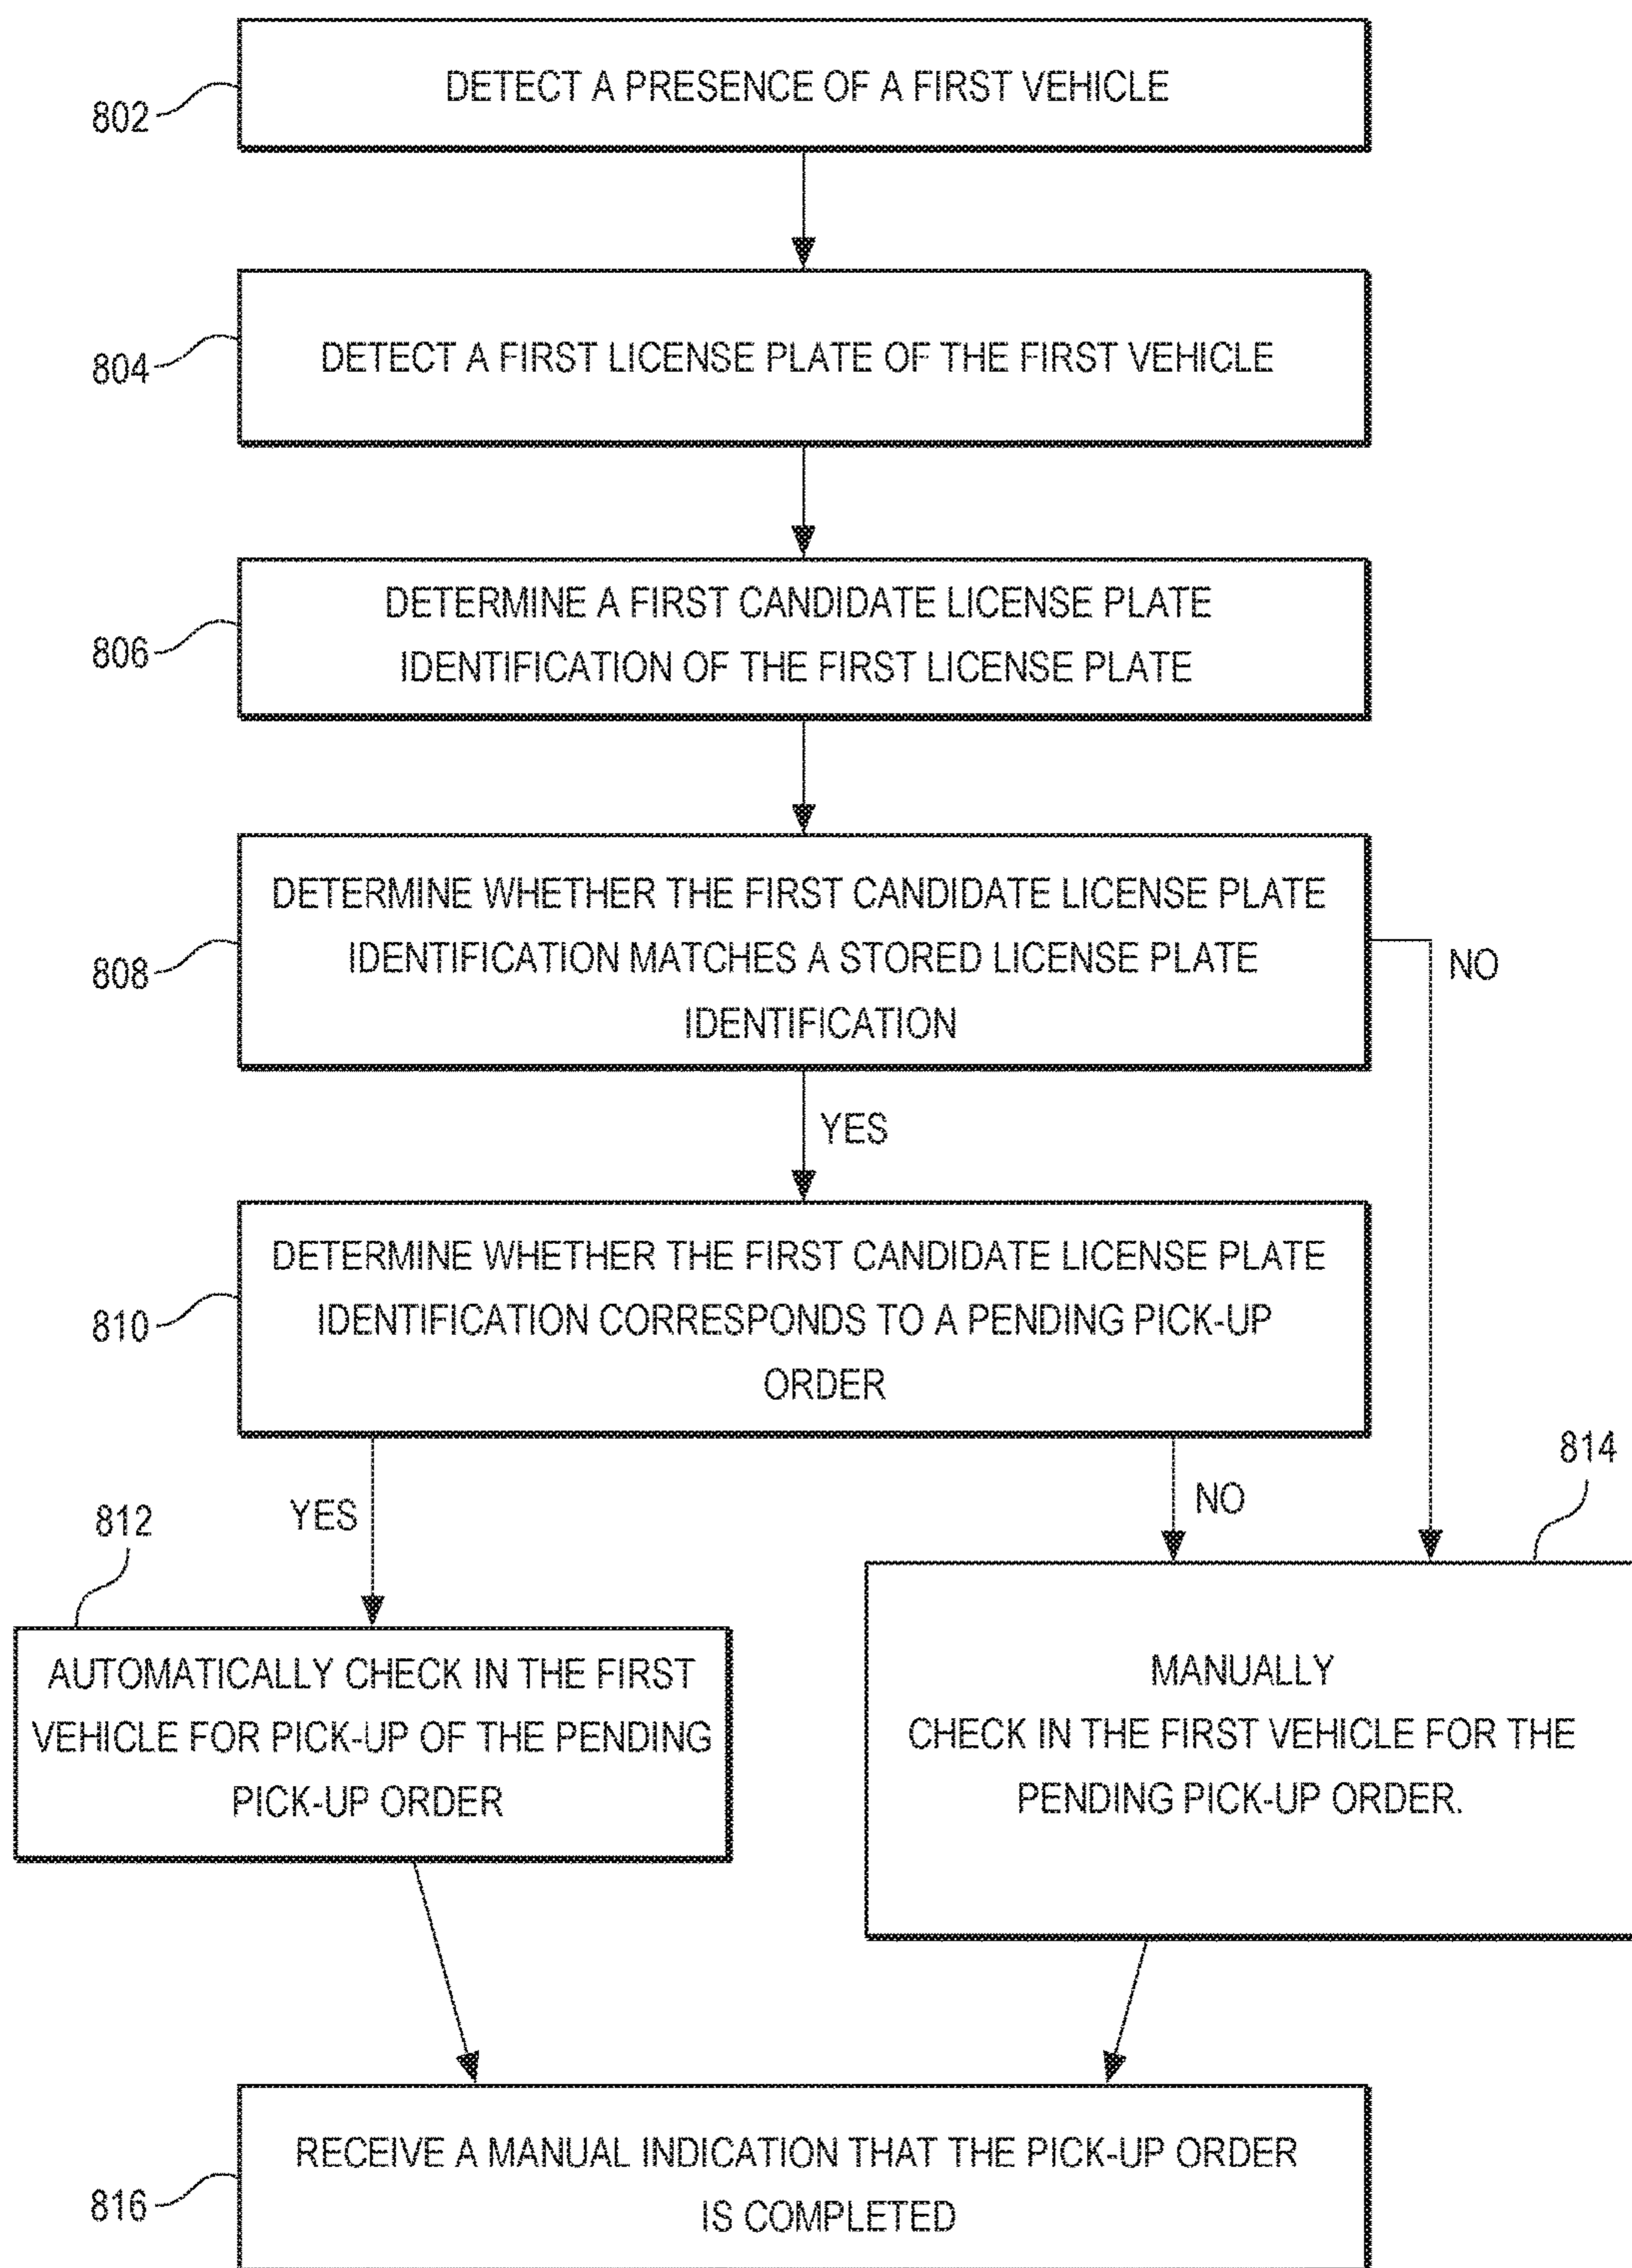 802
DETECT A PRESENCE OF A FIRST VEHICLE
804
DETECT A FIRST LICENSE PLATE OF THE FIRST VEHICLE
806
DETERMINE A FIRST CANDIDATE LICENSE PLATE
IDENTIFICATION OF THE FIRST LICENSE PLATE
808
DETERMINE WHETHER THE FIRST CANDIDATE LICENSE PLATE
IDENTIFICATION MATCHES A STORED LICENSE PLATE
IDENTIFICATION
NO
YES
810
DETERMINE WHETHER THE FIRST CANDIDATE LICENSE PLATE
IDENTIFICATION CORRESPONDS TO A PENDING PICK-UP
ORDER
YES
NO
812
AUTOMATICALLY CHECK IN THE FIRST
VEHICLE FOR PICK-UP OF THE PENDING
PICK-UP ORDER
814
MANUALLY
CHECK IN THE FIRST VEHICLE FOR THE
PENDING PICK-UP ORDER.
816
RECEIVE A MANUAL INDICATION THAT THE PICK-UP ORDER
IS COMPLETED